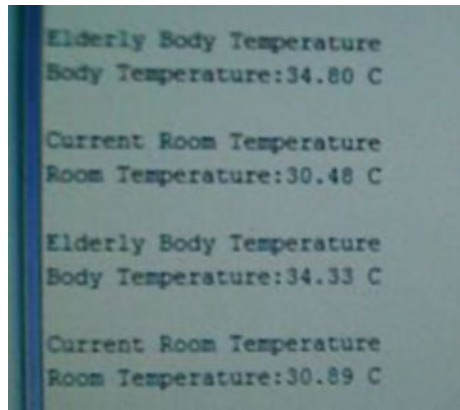 Elderly Body Temperature
Body Temperature:34.80 C
Current Room Temperature
Room Temperature:30.48 C
Elderly Body Temperature
Body Temperature:34.33 C
Current Room Temperature
Room Temperature:30.89 C